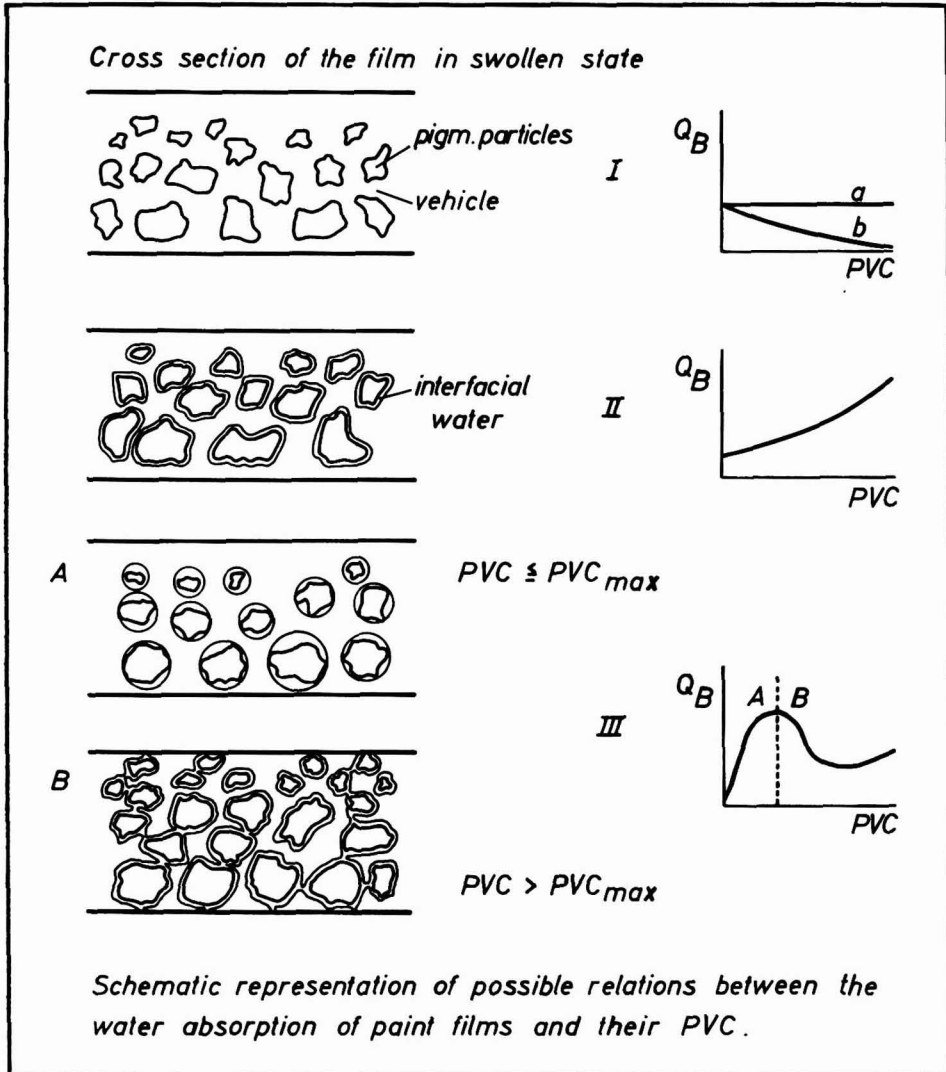 Cross section of the film in swollen state
pigm. particles
vehicle
I
Q_B
a
b
PVC
interfacial
water
II
Q_B
PVC
A
PVC ≦ PVC_max
B
PVC > PVC_max
III
Q_B
A
B
PVC
Schematic representation of possible relations between the
water absorption of paint films and their PVC.